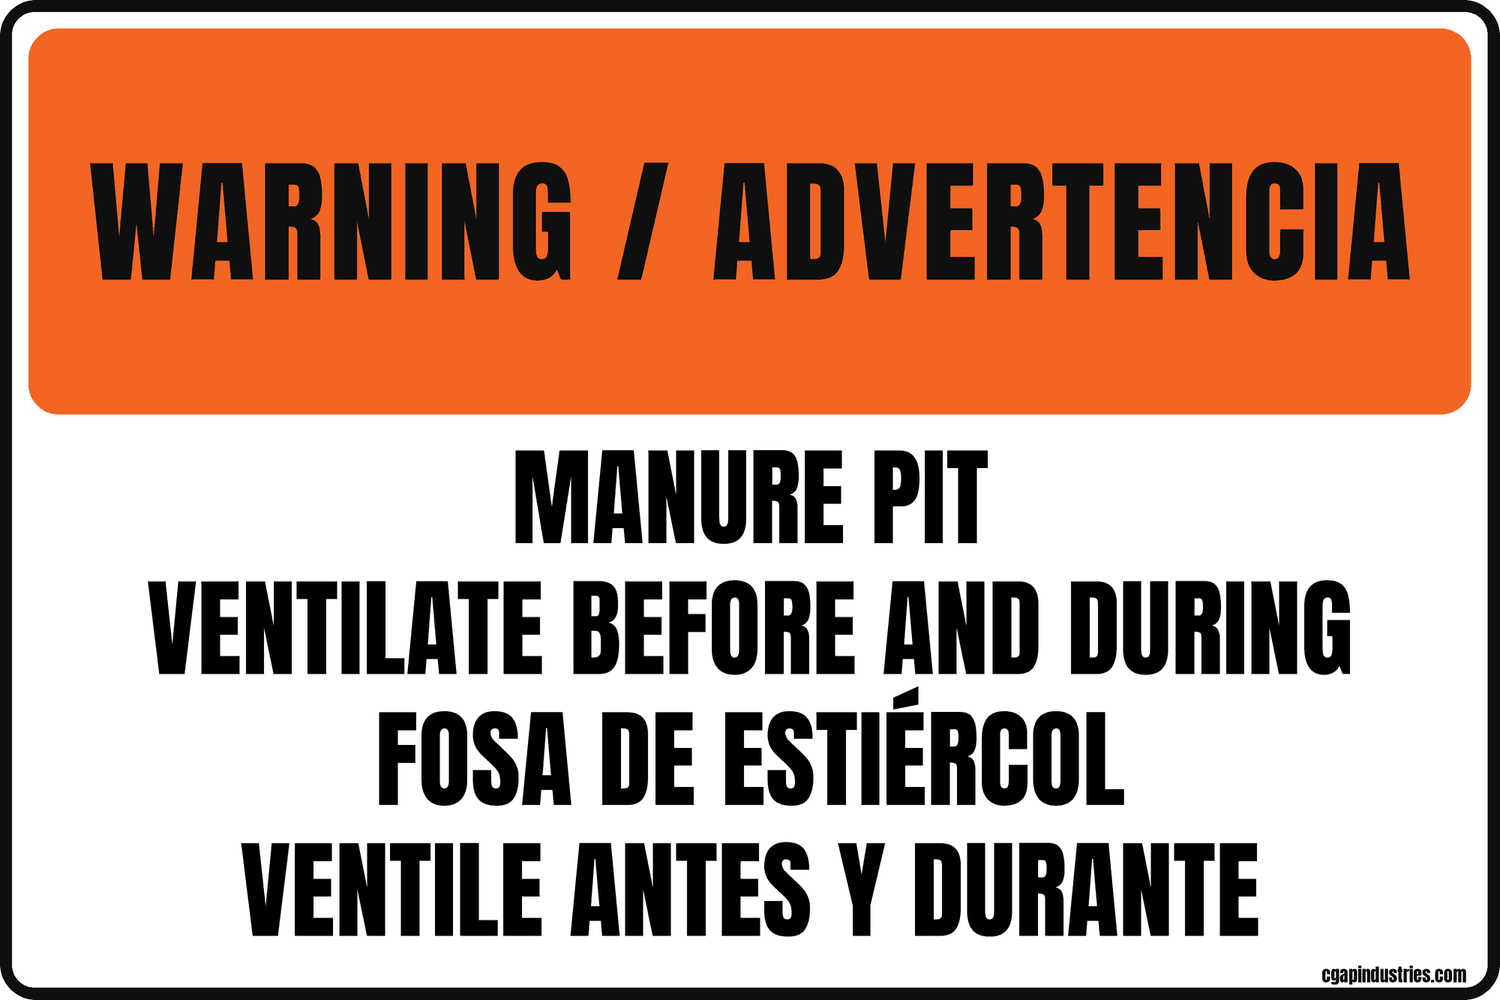 WARNING / ADVERTENCIA
MANURE PIT
VENTILATE BEFORE AND DURING
FOSA DE ESTIÉRCOL
VENTILE ANTES Y DURANTE
cgapindustries.com